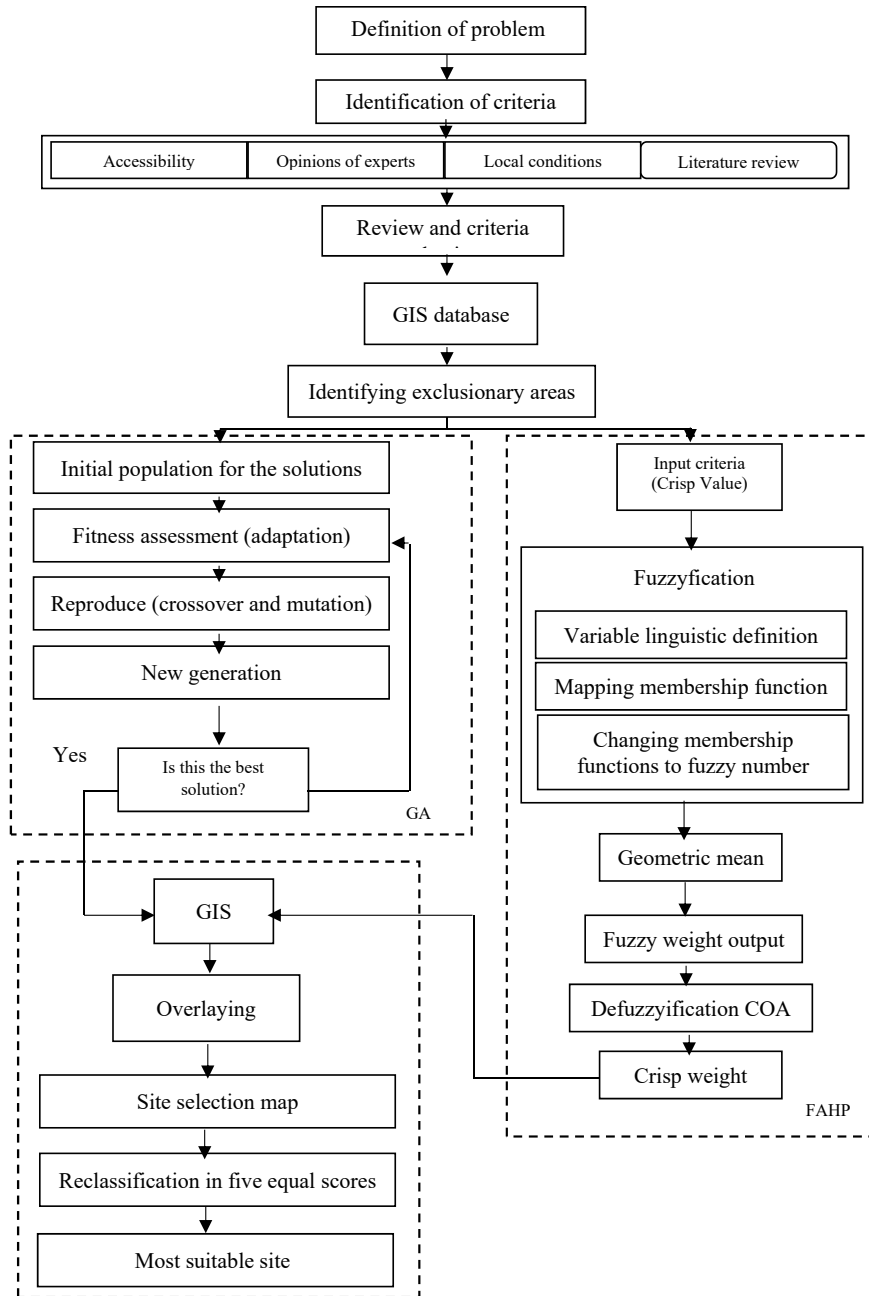 Definition of problem
Identification of criteria
Accessibility
Opinions of experts
Local conditions
Literature review
Review and criteria
GIS database
Identifying exclusionary areas
Initial population for the solutions
Fitness assessment (adaptation)
Reproduce (crossover and mutation)
New generation
Yes
Is this the best
solution?
GA
Input criteria
(Crisp Value)
Fuzzyfication
Variable linguistic definition
Mapping membership function
Changing membership
functions to fuzzy number
Geometric mean
Fuzzy weight output
Defuzzyification COA
Crisp weight
FAHP
GIS
Overlaying
Site selection map
Reclassification in five equal scores
Most suitable site